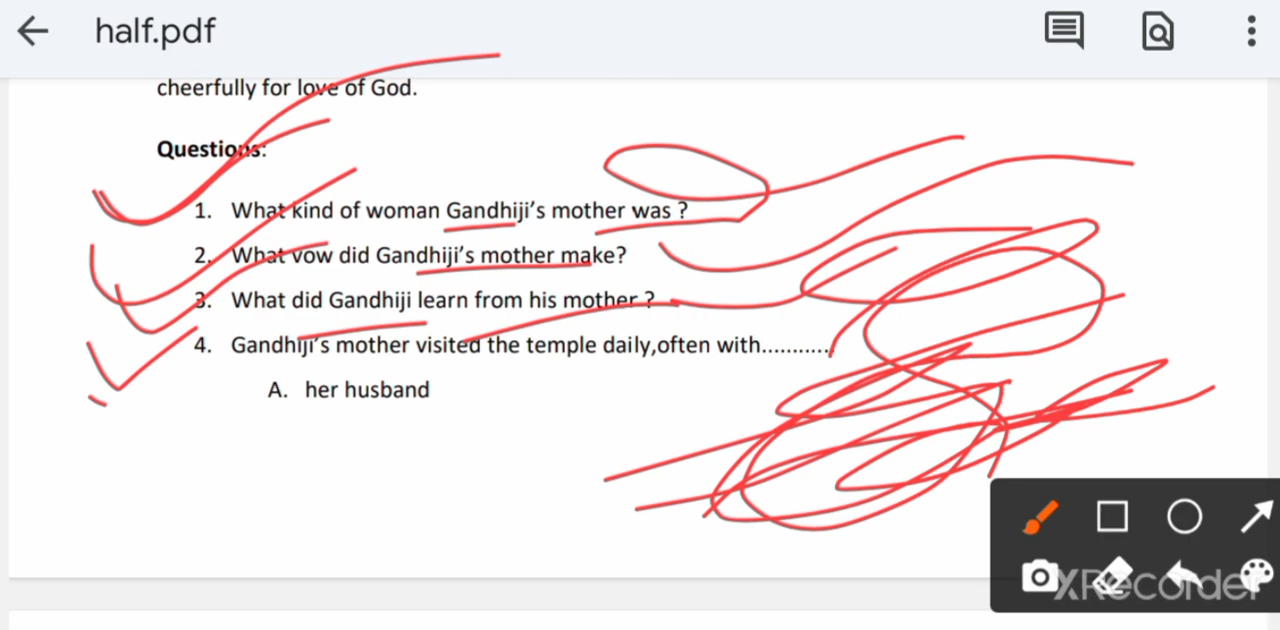 half.pdf
cheerfully for love of God.
Questions:
1. What kind of woman Gandhiji’s mother was ?
2. What vow did Gandhiji’s mother make?
3. What did Gandhiji learn from his mother ?
4. Gandhiji’s mother visited the temple daily,often with............
A. her husband
XRecorder